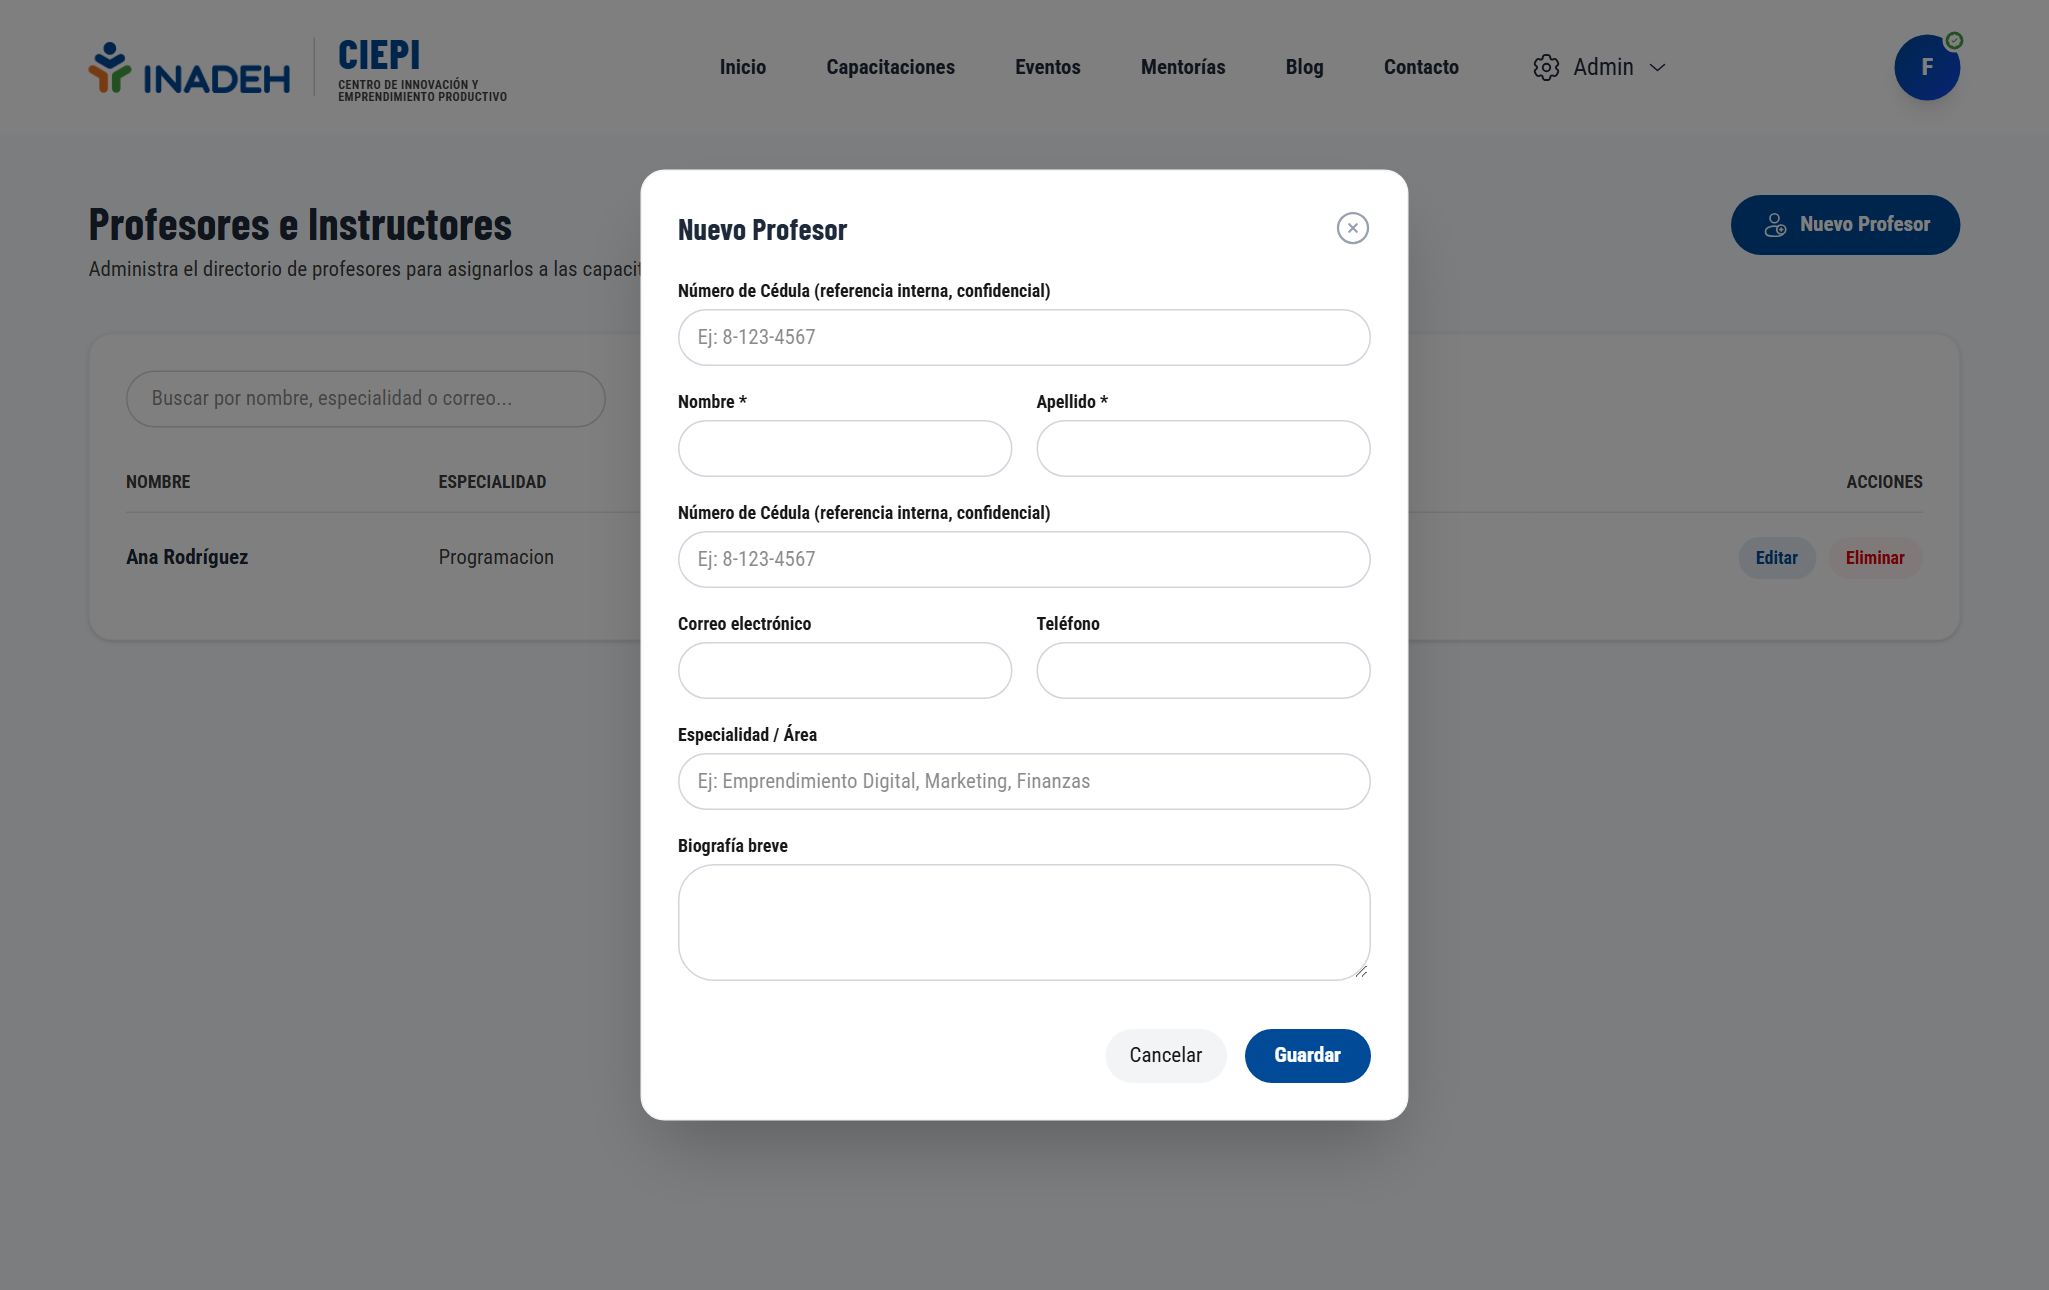 INADEH
CIEPI
CENTRO DE INNOVACIÓN Y
EMPRENDIMIENTO PRODUCTIVO
Inicio
Capacitaciones
Eventos
Mentorías
Blog
Contacto
Admin
F
Profesores e Instructores
Administra el directorio de profesores para asignarlos a las
Nuevo Profesor
Buscar por nombre, especialidad o correo...
NOMBRE
ESPECIALIDAD
ACCIONES
Ana Rodríguez
Programacion
Editar
Eliminar
Nuevo Profesor
Número de Cédula (referencia interna, confidencial)
Ej: 8-123-4567
Nombre *
Apellido *
Número de Cédula (referencia interna, confidencial)
Ej: 8-123-4567
Correo electrónico
Teléfono
Especialidad / Área
Ej: Emprendimiento Digital, Marketing, Finanzas
Biografía breve
Cancelar
Guardar